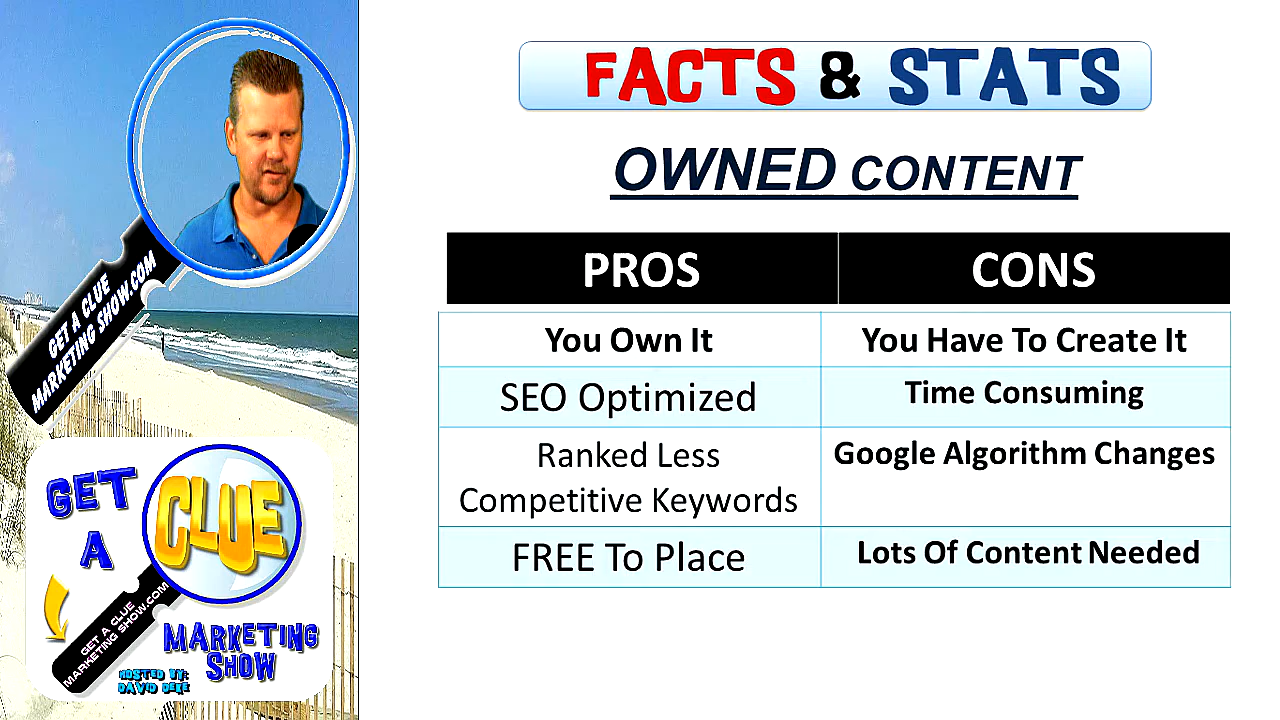 FACTS & STATS
OWNED CONTENT
PROS
CONS
You Own It
You Have To Create It
SEO Optimized
Time Consuming
Ranked Less
Competitive Keywords
Google Algorithm Changes
FREE To Place
Lots Of Content Needed
GET A CLUE
MARKETING SHOW.COM
GET
A
CLUE
GET A CLUE
MARKETING SHOW.COM
MARKETING
SHOW
HOSTED BY:
DAVID DEKE